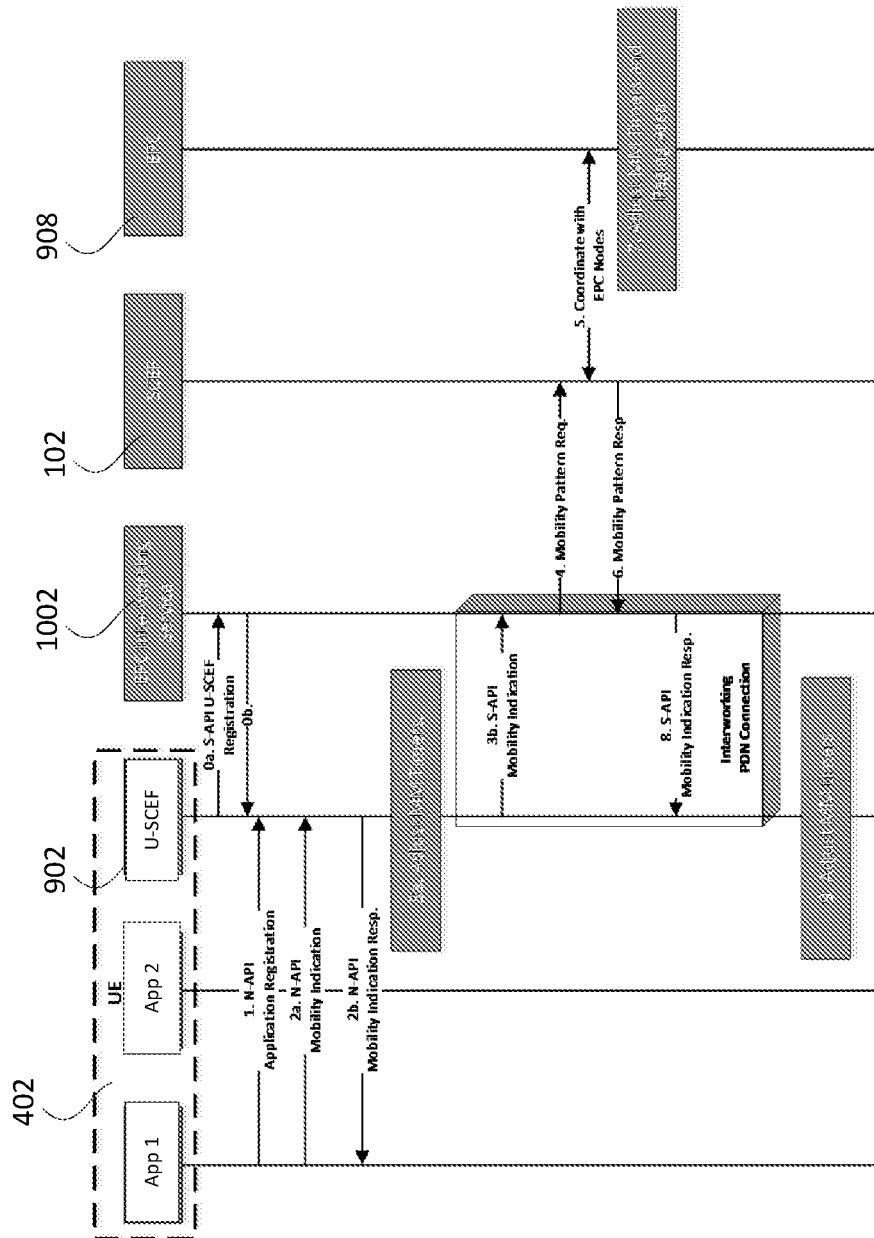 402
902
1002
102
908
UE
App 1
App 2
U-SCEF
SCEF
0a. S-API U-SCEF
Registration
0b.
1. N-API
Application Registration
2a. N-API
Mobility Indication
2b. N-API
Mobility Indication Resp.
3b. S-API
Mobility Indication
4. Mobility Pattern Req.
5. Coordinate with
EPC Nodes
6. Mobility Pattern Resp
8. S-API
Mobility Indication Resp.
Interworking
PDN Connection